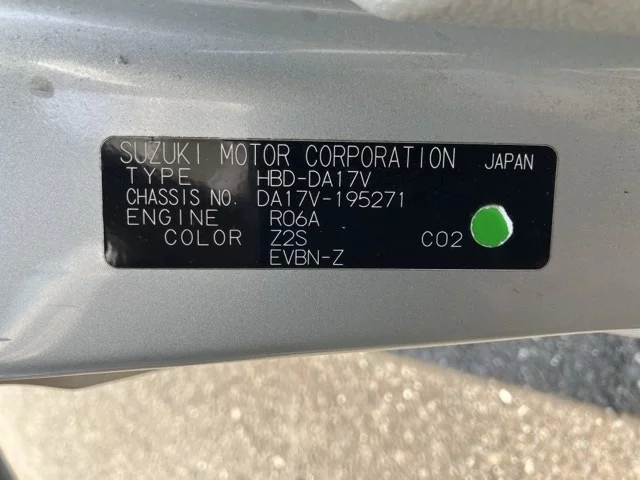 SUZUKI MOTOR CORPORATION JAPAN
TYPE HBD-DA17V
CHASSIS NO. DA17V-195271
ENGINE R06A
COLOR Z2S C02
EVBN-Z